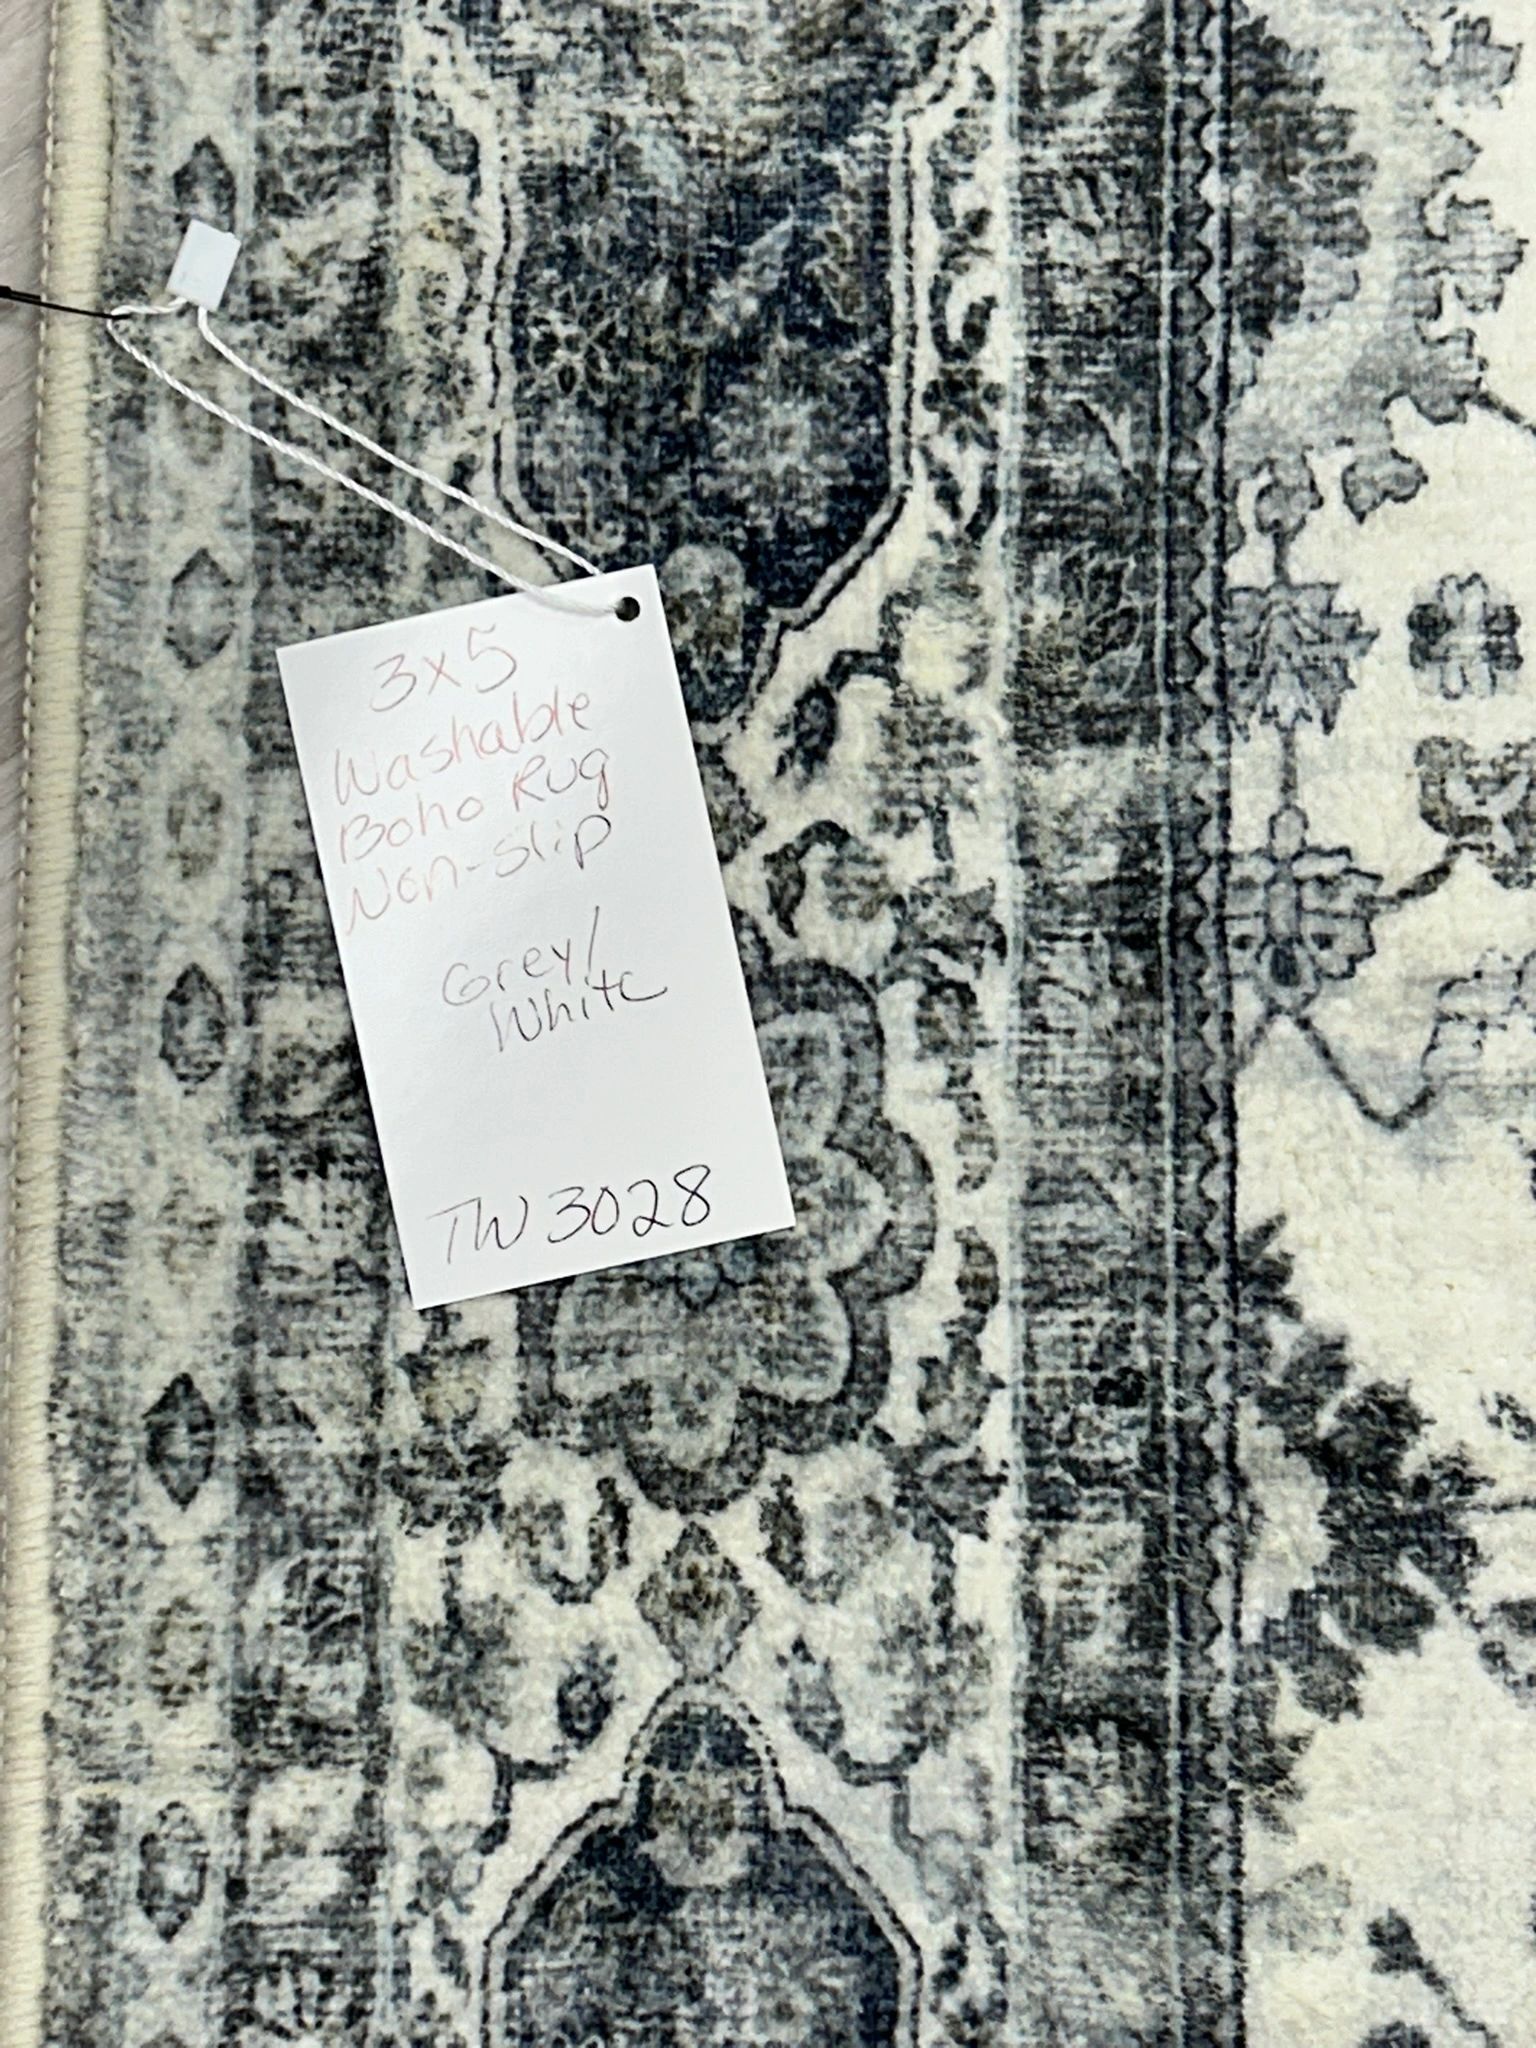 3x5
Washable
Boho Rug
Non-Slip
Grey/
White
TW3028